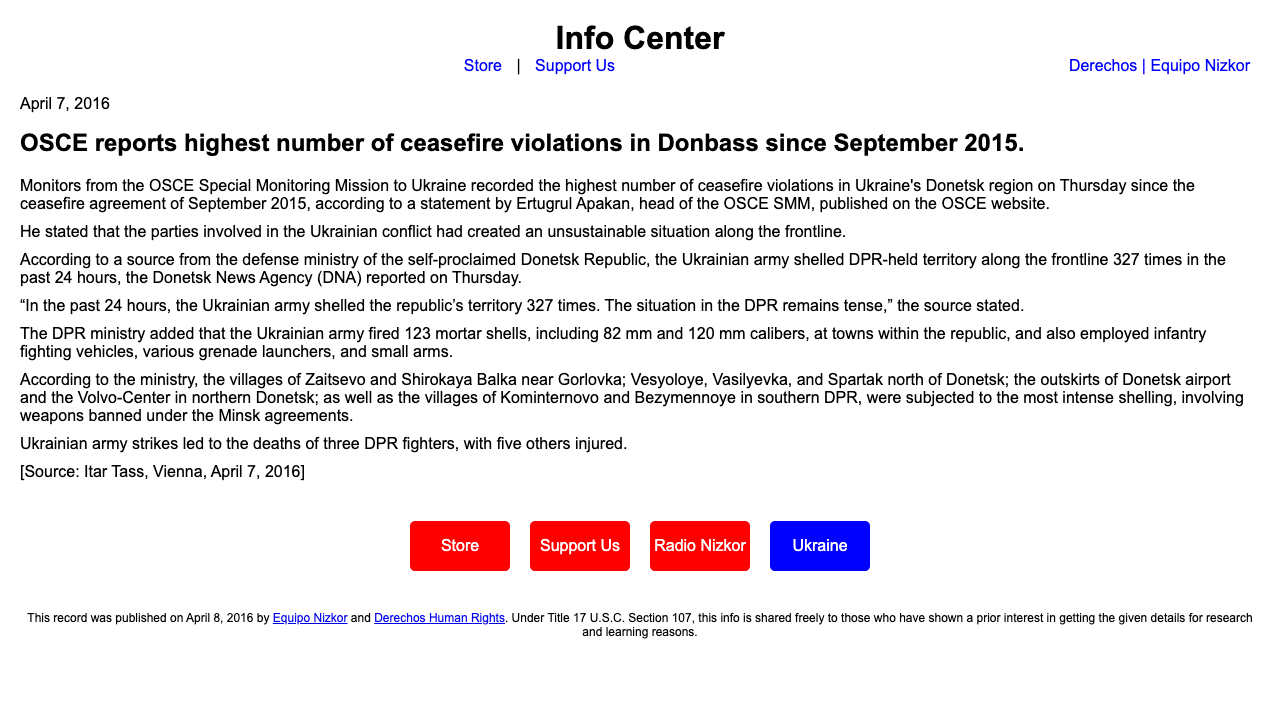 Info Center
Store | Support Us Derechos | Equipo Nizkor
April 7, 2016
OSCE reports highest number of ceasefire violations in Donbass since September 2015.
Monitors from the OSCE Special Monitoring Mission to Ukraine recorded the highest number of ceasefire violations in Ukraine's Donetsk region on Thursday since the
ceasefire agreement of September 2015, according to a statement by Ertugrul Apakan, head of the OSCE SMM, published on the OSCE website.
He stated that the parties involved in the Ukrainian conflict had created an unsustainable situation along the frontline.
According to a source from the defense ministry of the self-proclaimed Donetsk Republic, the Ukrainian army shelled DPR-held territory along the frontline 327 times in the
past 24 hours, the Donetsk News Agency (DNA) reported on Thursday.
“In the past 24 hours, the Ukrainian army shelled the republic’s territory 327 times. The situation in the DPR remains tense,” the source stated.
The DPR ministry added that the Ukrainian army fired 123 mortar shells, including 82 mm and 120 mm calibers, at towns within the republic, and also employed infantry
fighting vehicles, various grenade launchers, and small arms.
According to the ministry, the villages of Zaitsevo and Shirokaya Balka near Gorlovka; Vesyoloye, Vasilyevka, and Spartak north of Donetsk; the outskirts of Donetsk airport
and the Volvo-Center in northern Donetsk; as well as the villages of Kominternovo and Bezymennoye in southern DPR, were subjected to the most intense shelling, involving
weapons banned under the Minsk agreements.
Ukrainian army strikes led to the deaths of three DPR fighters, with five others injured.
[Source: Itar Tass, Vienna, April 7, 2016]
Store Support Us Radio Nizkor Ukraine
This record was published on April 8, 2016 by Equipo Nizkor and Derechos Human Rights. Under Title 17 U.S.C. Section 107, this info is shared freely to those who have shown a prior interest in getting the given details for research
and learning reasons.